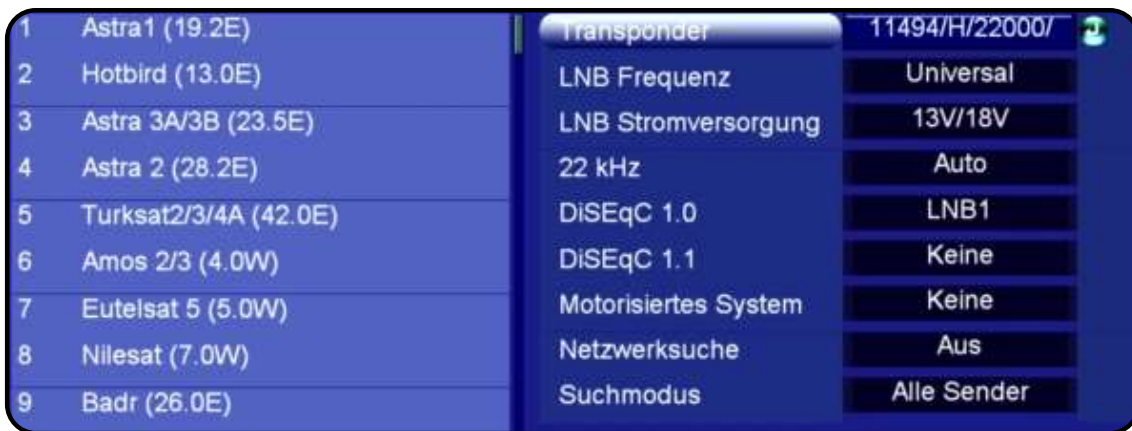 1 Astra1 (19.2E)
2 Hotbird (13.0E)
3 Astra 3A/3B (23.5E)
4 Astra 2 (28.2E)
5 Turksat2/3/4A (42.0E)
6 Amos 2/3 (4.0W)
7 Eutelsat 5 (5.0W)
8 Nilesat (7.0W)
9 Badr (26.0E)
Transponder 11494/H/22000/
LNB Frequenz Universal
LNB Stromversorgung 13V/18V
22 kHz Auto
DiSEqC 1.0 LNB1
DiSEqC 1.1 Keine
Motorisiertes System Keine
Netzwerksuche Aus
Suchmodus Alle Sender